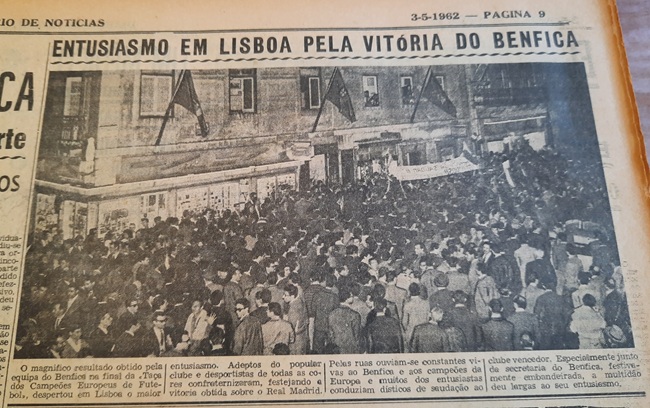 IO DE NOTICIAS
3-5-1962 — PAGINA 9
ENTUSIASMO EM LISBOA PELA VITÓRIA DO BENFICA
CA
rte
OS
O magnífico resultado obtido pela
equipa do Benfica na final da «Taça
dos Campeões Europeus de Fute-
bol», despertou em Lisboa o maior
entusiasmo. Adeptos do popular
clube e desportistas de todas as co-
res confraternizaram, festejando a
vitória obtida sobre o Real Madrid.
Pelas ruas ouviam-se constantes vi-
vas ao Benfica e aos campeões da
Europa e muitos dos entusiastas
conduziam dísticos de saudação ao
clube vencedor. Especialmente junto
da secretaria do Benfica, festiva-
mente embandeirada, a multidão
deu largas ao seu entusiasmo.